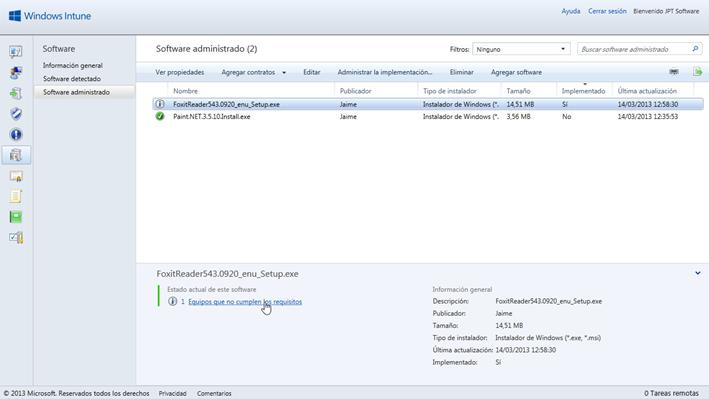 Windows Intune
Ayuda Cerrar sesión Bienvenido JPT Software
Software
Información general
Software detectado
Software administrado
Software administrado (2)
Filtros: Ninguno Buscar software administrado
Ver propiedades Agregar contratos Editar Administrar la implementación... Eliminar Agregar software
Nombre Publicador Tipo de instalador Tamaño Implementado Última actualización
FoxitReader543.0920_enu_Setup.exe Jaime Instalador de Windows (*. 14,51 MB Sí 14/03/2013 12:58:30
Paint.NET.3.5.10.Install.exe Jaime Instalador de Windows (*. 3,56 MB No 14/03/2013 12:35:53
FoxitReader543.0920_enu_Setup.exe
Estado actual de este software
1 Equipos que no cumplen los requisitos
Información general
Descripción: FoxitReader543.0920_enu_Setup.exe
Publicador: Jaime
Tamaño: 14,51 MB
Tipo de instalador: Instalador de Windows (*.exe, *.msi)
Última actualización: 14/03/2013 12:58:30
Implementado: Sí
© 2013 Microsoft. Reservados todos los derechos Privacidad Comentarios 0 Tareas remotas